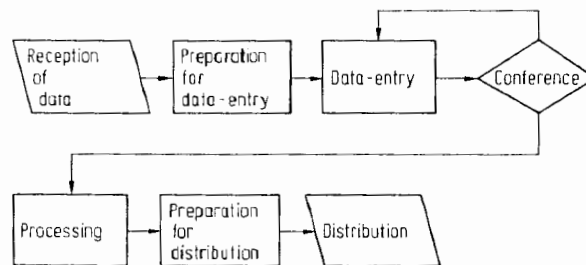 Reception
of
data
Preparation
for
data-entry
Data-entry
Conference
Processing
Preparation
for
distribution
Distribution